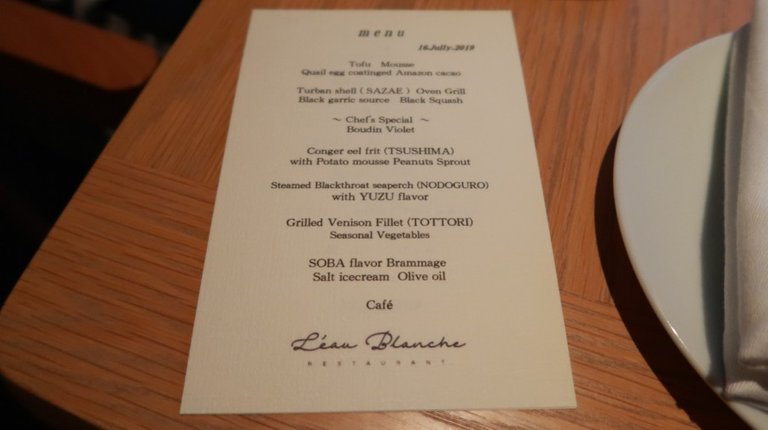 menu
16.Jully.2019
Tofu Mousse
Quail egg coatinged Amazon cacao
Turban shell ( SAZAE ) Oven Grill
Black garric source Black Squash
～ Chef's Special ～
Boudin Violet
Conger eel frit (TSUSHIMA)
with Potato mousse Peanuts Sprout
Steamed Blackthroat seaperch (NODOGURO)
with YUZU flavor
Grilled Venison Fillet (TOTTORI)
Seasonal Vegetables
SOBA flavor Brammage
Salt icecream Olive oil
Café
L'éau Blanche
RESTAURANT